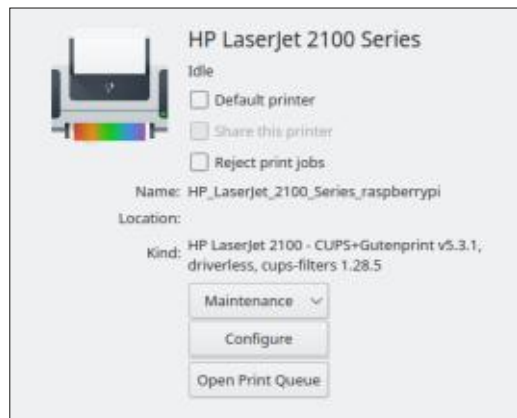 HP LaserJet 2100 Series
Idle
Default printer
Share this printer
Reject print jobs
Name: HP_LaserJet_2100_Series_raspberrypi
Location:
Kind: HP LaserJet 2100 - CUPS+Gutenprint v5.3.1,
driverless, cups-filters 1.28.5
Maintenance
Configure
Open Print Queue